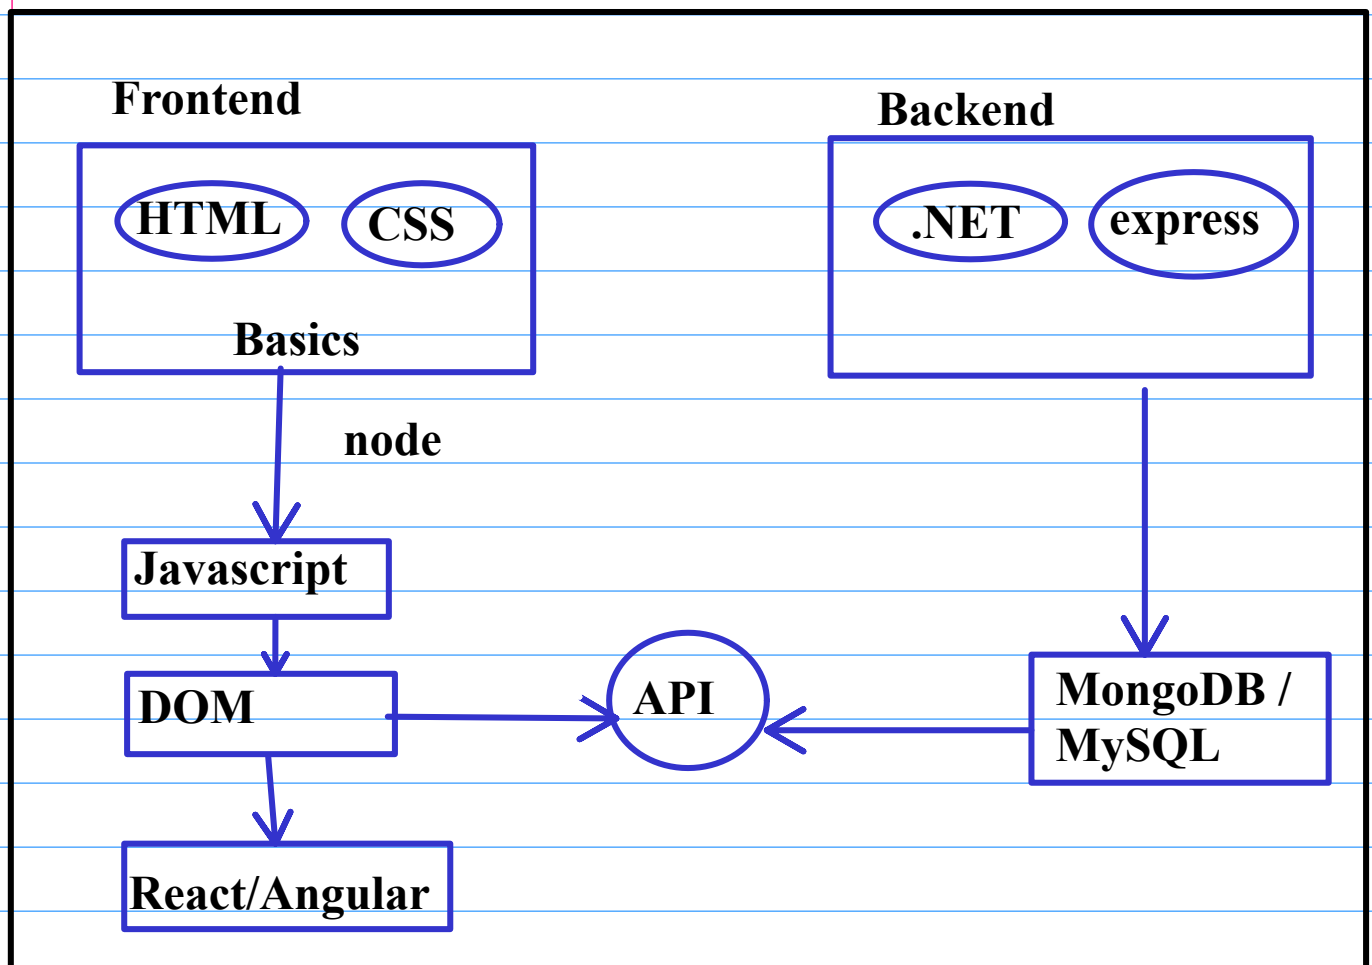 Frontend
Backend
HTML
CSS
.NET
express
Basics
node
Javascript
DOM
API
MongoDB /
MySQL
React/Angular